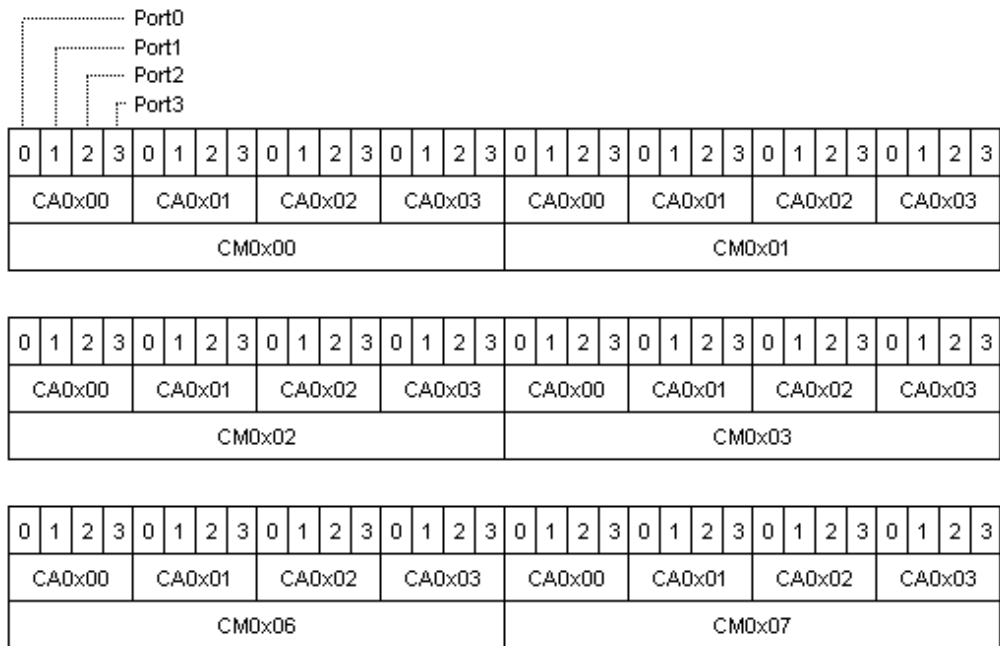 Port0
Port1
Port2
Port3
0 1 2 3 0 1 2 3 0 1 2 3 0 1 2 3 0 1 2 3 0 1 2 3 0 1 2 3 0 1 2 3
CA0x00 CA0x01 CA0x02 CA0x03 CA0x00 CA0x01 CA0x02 CA0x03
CM0x00 CM0x01
0 1 2 3 0 1 2 3 0 1 2 3 0 1 2 3 0 1 2 3 0 1 2 3 0 1 2 3 0 1 2 3
CA0x00 CA0x01 CA0x02 CA0x03 CA0x00 CA0x01 CA0x02 CA0x03
CM0x02 CM0x03
0 1 2 3 0 1 2 3 0 1 2 3 0 1 2 3 0 1 2 3 0 1 2 3 0 1 2 3 0 1 2 3
CA0x00 CA0x01 CA0x02 CA0x03 CA0x00 CA0x01 CA0x02 CA0x03
CM0x06 CM0x07